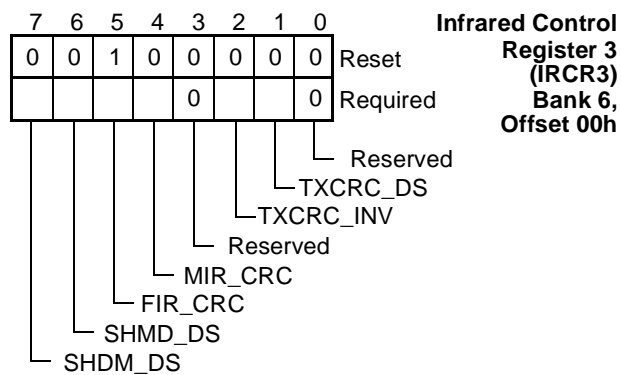 7 6 5 4 3 2 1 0
Infrared Control
Register 3
(IRCR3)
Bank 6,
Offset 00h
0 0 1 0 0 0 0 0 Reset
0 0 Required
Reserved
TXCRC_DS
TXCRC_INV
Reserved
MIR_CRC
FIR_CRC
SHMD_DS
SHDM_DS